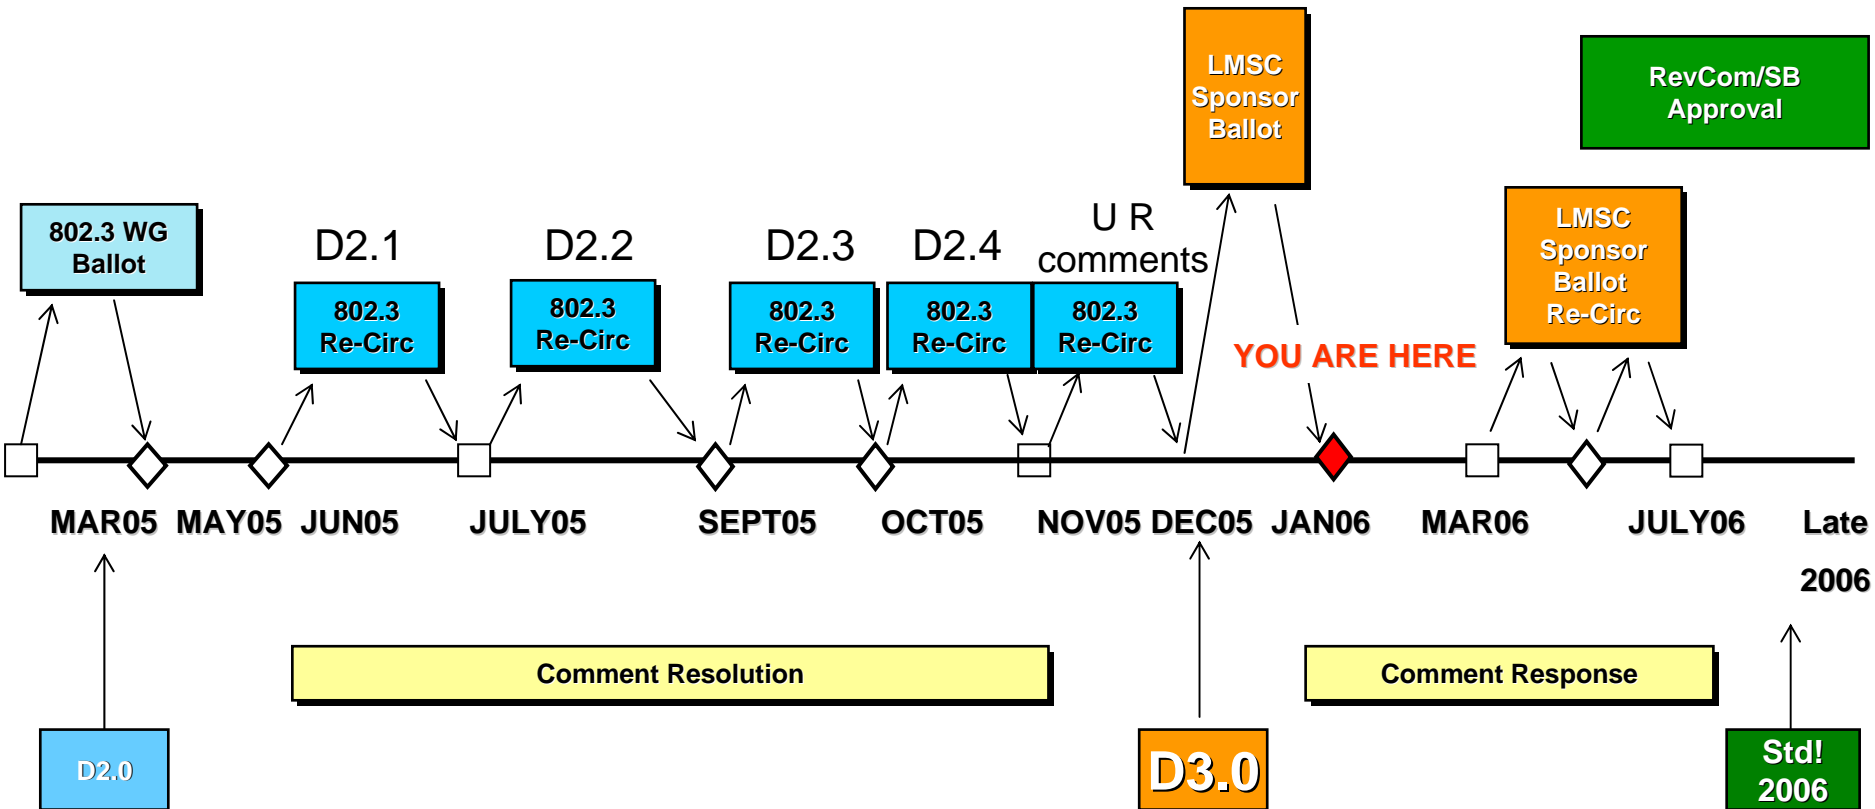 LMSC
Sponsor
Ballot
RevCom/SB
Approval
802.3 WG
Ballot
D2.1
D2.2
D2.3
D2.4
U R
comments
LMSC
Sponsor
Ballot
Re-Circ
802.3
Re-Circ
802.3
Re-Circ
802.3
Re-Circ
802.3
Re-Circ
802.3
Re-Circ
YOU ARE HERE
MAR05 MAY05 JUN05 JULY05 SEPT05 OCT05 NOV05 DEC05 JAN06 MAR06 JULY06 Late
2006
Comment Resolution
Comment Response
D2.0
D3.0
Std!
2006